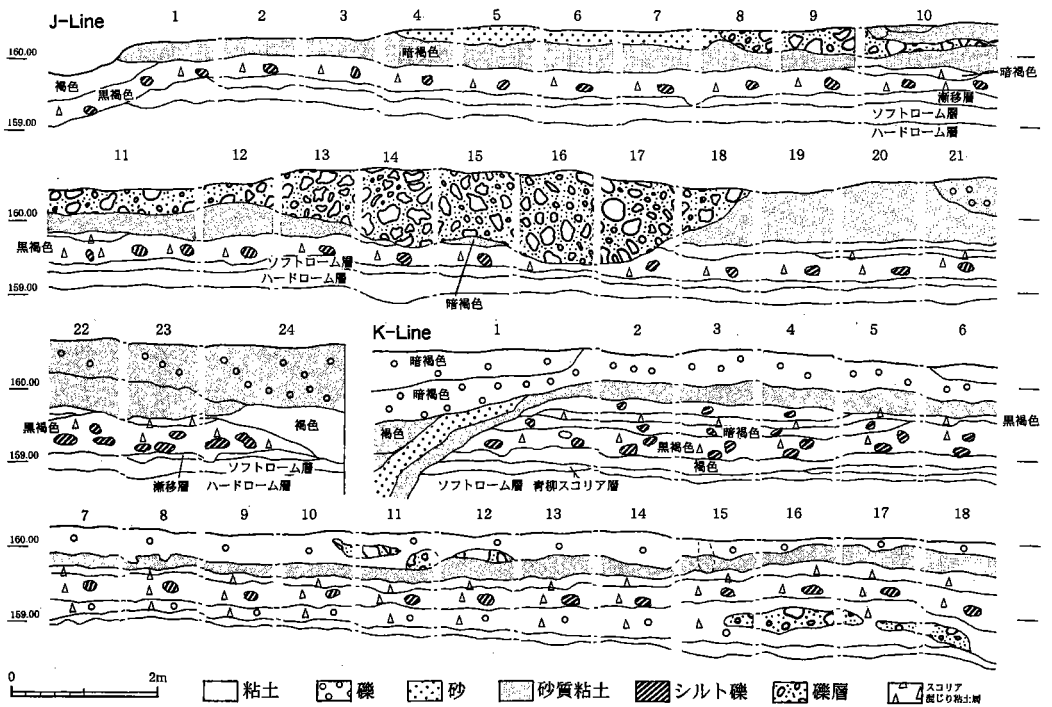 J-Line
1 2 3 4 5 6 7 8 9 10
160.00
暗褐色
褐色
黒褐色
暗褐色
漸移層
ソフトローム層
159.00
ハードローム層
11 12 13 14 15 16 17 18 19 20 21
160.00
黒褐色
ソフトローム層
ハードローム層
159.00
暗褐色
22 23 24
K-Line
1 2 3 4 5 6
暗褐色
160.00
暗褐色
黒褐色
褐色
褐色
黒褐色
暗褐色
黒褐色
褐色
159.00
ソフトローム層
漸移層
ハードローム層
ソフトローム層
青柳スコリア層
7 8 9 10 11 12 13 14 15 16 17 18
160.00
159.00
0 2m
粘土
礫
砂
砂質粘土
シルト礫
礫層
スコリア
混じり粘土層